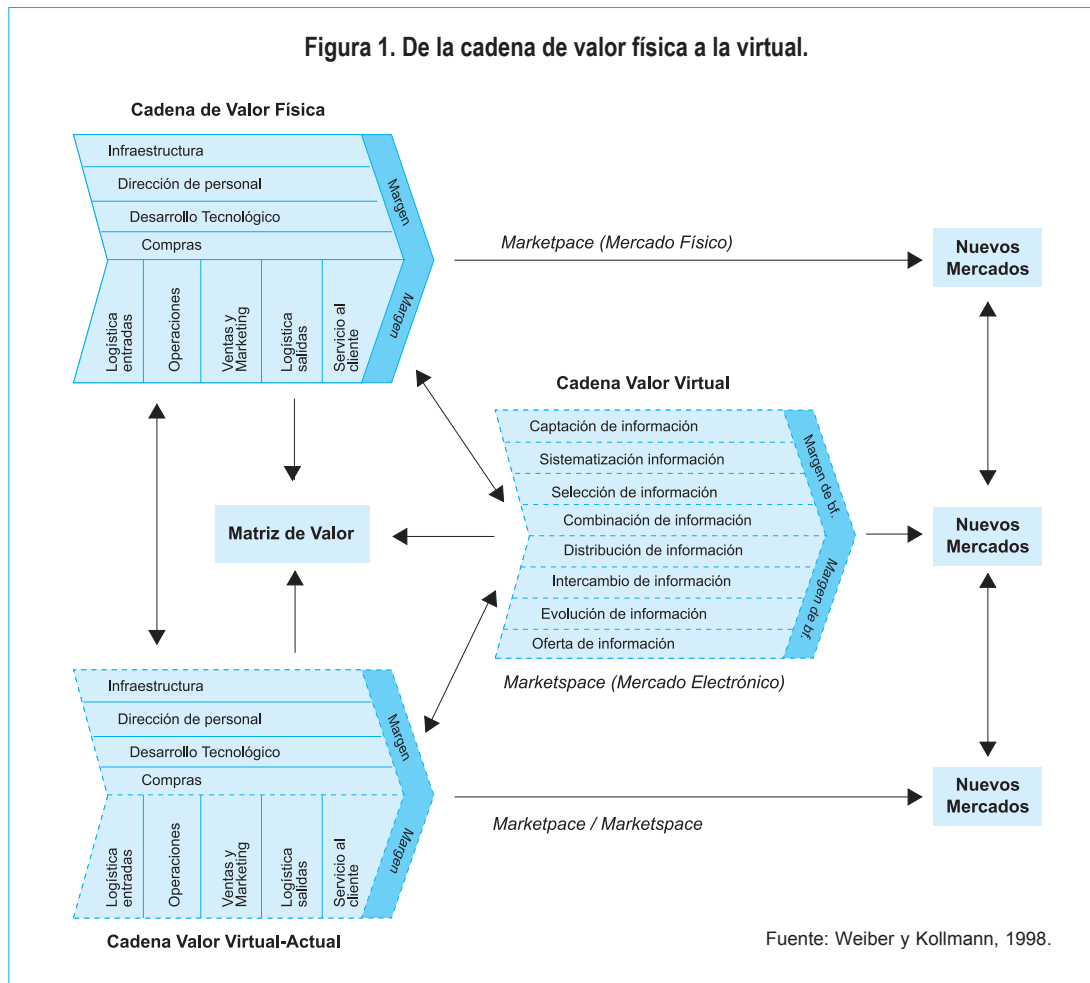 Figura 1. De la cadena de valor física a la virtual.
Cadena de Valor Física
Infraestructura
Dirección de personal
Desarrollo Tecnológico
Compras
Logística
entradas
Operaciones
Ventas y
Marketing
Logística
salidas
Servicio al
cliente
Margen
Margen
Marketpace (Mercado Físico)
Nuevos
Mercados
Cadena Valor Virtual
Captación de información
Sistematización información
Selección de información
Combinación de información
Distribución de información
Intercambio de información
Evolución de información
Oferta de información
Margen de bf.
Margen de bf.
Marketspace (Mercado Electrónico)
Nuevos
Mercados
Matriz de Valor
Infraestructura
Dirección de personal
Desarrollo Tecnológico
Compras
Logística
entradas
Operaciones
Ventas y
Marketing
Logística
salidas
Servicio al
cliente
Margen
Margen
Cadena Valor Virtual-Actual
Marketpace / Marketspace
Nuevos
Mercados
Fuente: Weiber y Kollmann, 1998.